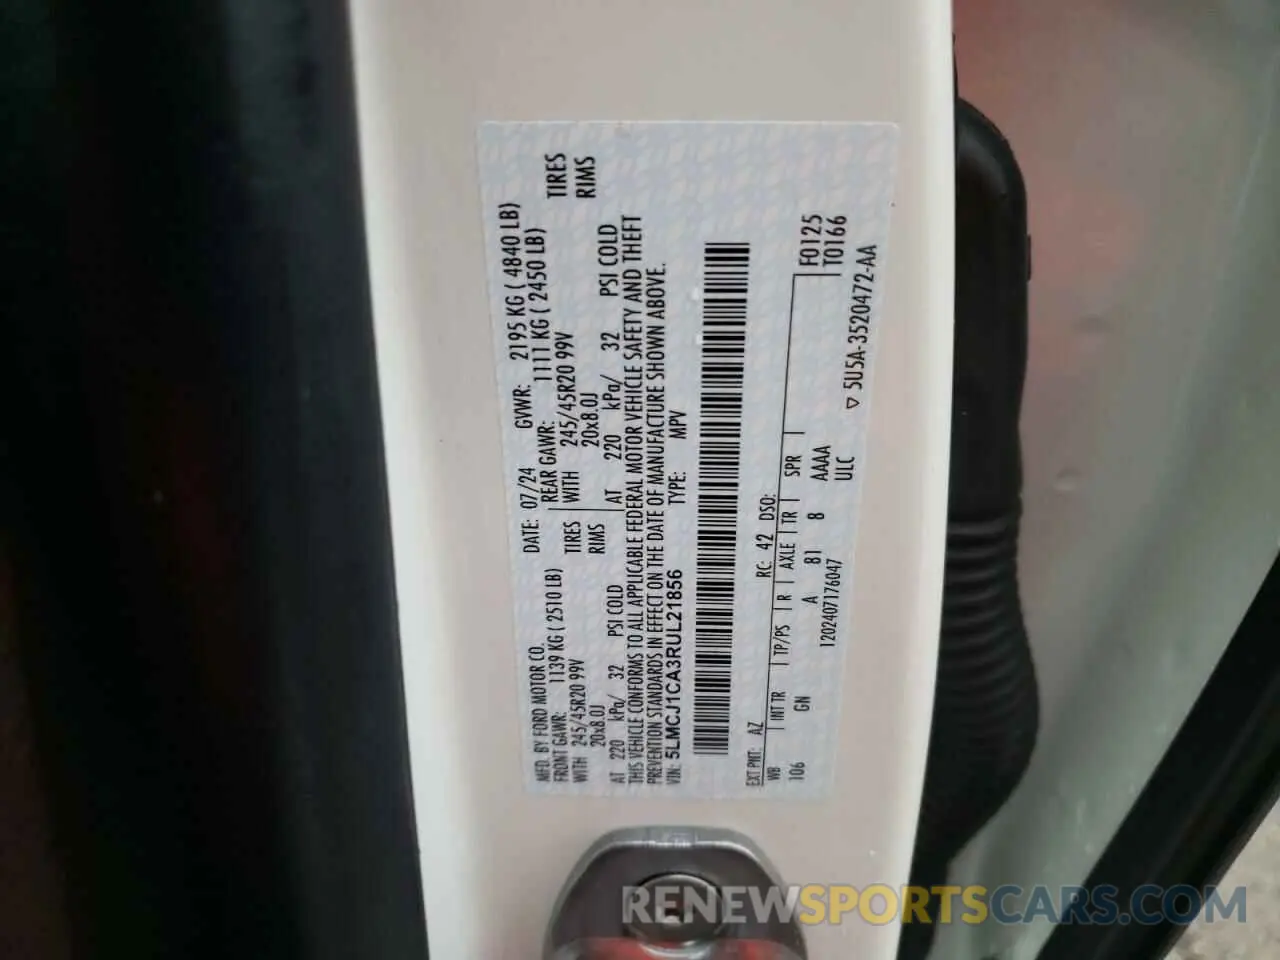 MFD. BY FORD MOTOR CO.
DATE: 07/24 GVWR: 2195 KG ( 4840 LB)
FRONT GAWR: 1139 KG ( 2510 LB) REAR GAWR: 1111 KG ( 2450 LB)
WITH 245/45R20 99V TIRES WITH 245/45R20 99V TIRES
20x8.0J RIMS 20x8.0J RIMS
AT 220 kPa/ 32 PSI COLD AT 220 kPa/ 32 PSI COLD
THIS VEHICLE CONFORMS TO ALL APPLICABLE FEDERAL MOTOR VEHICLE SAFETY AND THEFT
PREVENTION STANDARDS IN EFFECT ON THE DATE OF MANUFACTURE SHOWN ABOVE.
VIN: 5LMCJ1CA3RUL21856 TYPE: MPV
EXT PNT: AZ RC: 42 DSO:
WB INT TR TP/PS R AXLE TR SPR F0125
106 GN A 81 8 AAAA T0166
1202407176047 ULC
▽ 5U5A-3520472-AA
RENEWSPORTSCARS.COM